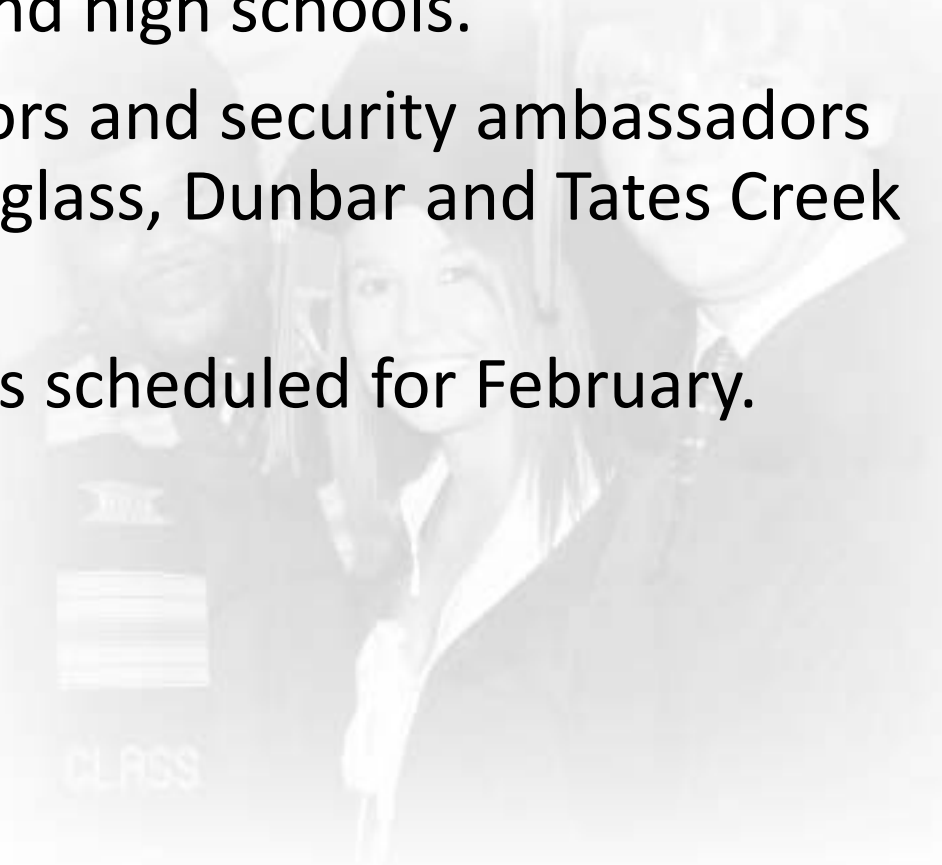 nd high schools.
ors and security ambassadors
glass, Dunbar and Tates Creek
s scheduled for February.
CLASS